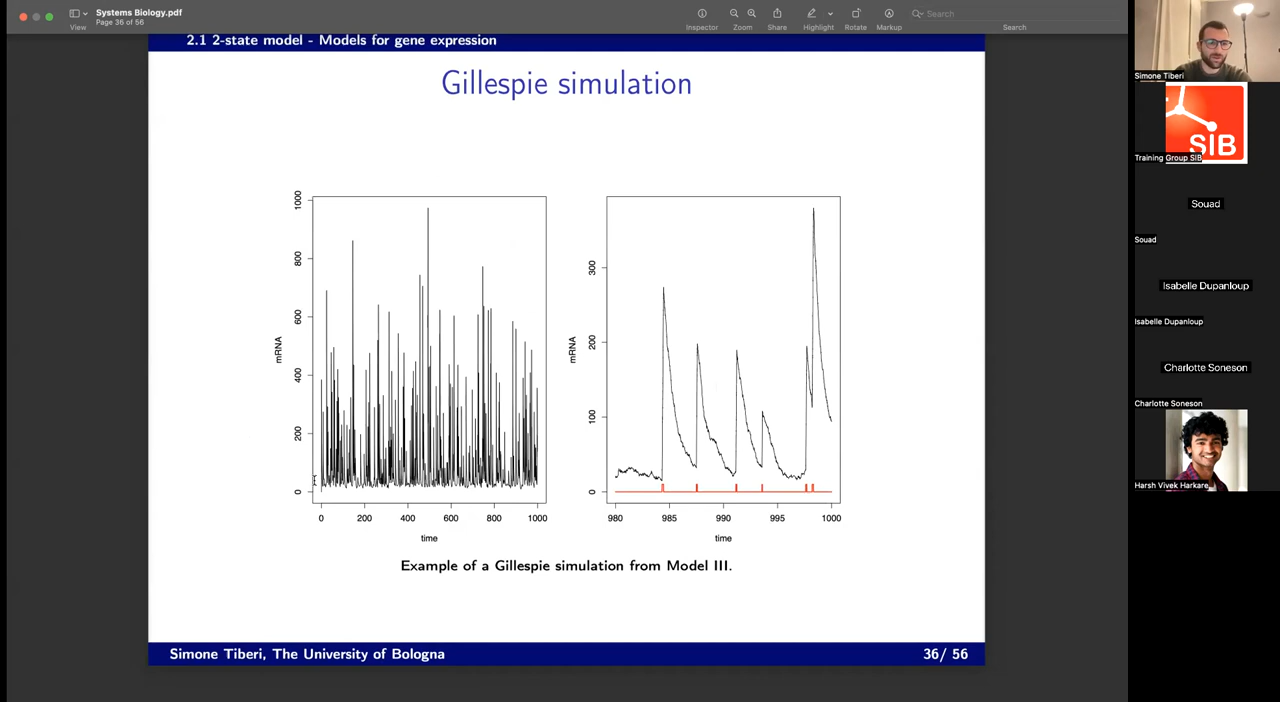 Systems Biology.pdf
Page 36 of 56
View
Inspector
Zoom
Share
Highlight
Rotate
Markup
Search
Search
2.1 2-state model - Models for gene expression
Gillespie simulation
mRNA
0
200
400
600
800
1000
0
200
400
600
800
1000
time
mRNA
0
100
200
300
980
985
990
995
1000
time
Example of a Gillespie simulation from Model III.
Simone Tiberi, The University of Bologna
36/ 56
Simone Tiberi
SIB
Training Group SIB
Souad
Souad
Isabelle Dupanloup
Isabelle Dupanloup
Charlotte Soneson
Charlotte Soneson
Harsh Vivek Harkare